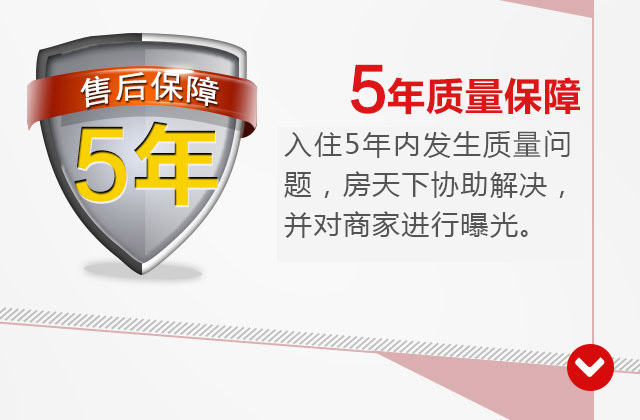 售后保障
5年
5年质量保障
入住5年内发生质量问
题，房天下协助解决，
并对商家进行曝光。